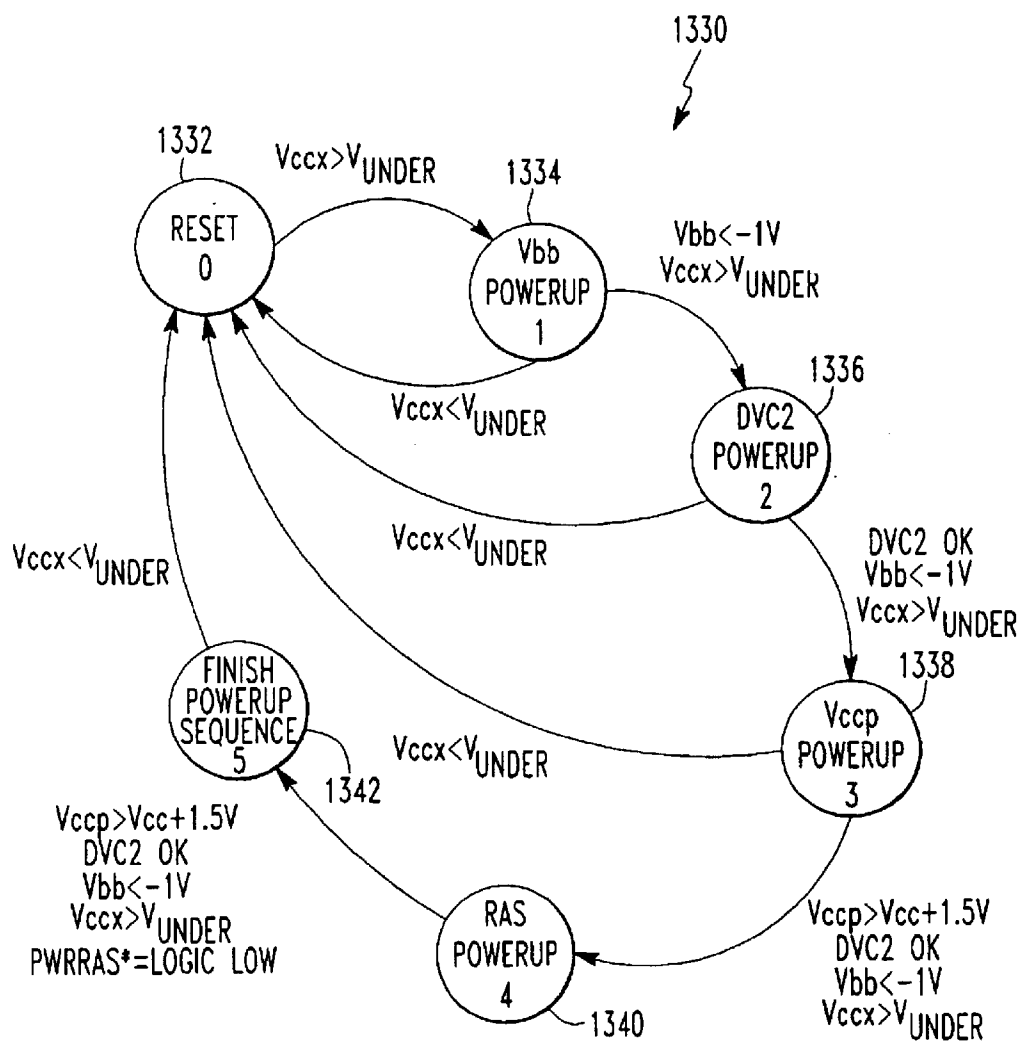 1330
1332
Vccx>VUNDER
1334
RESET
0
Vbb
POWERUP
1
Vbb<-1V
Vccx>VUNDER
1336
Vccx<VUNDER
DVC2
POWERUP
2
Vccx<VUNDER
DVC2 OK
Vbb<-1V
Vccx>VUNDER
Vccx<VUNDER
1338
FINISH
POWERUP
SEQUENCE
5
Vccp
POWERUP
3
Vccx<VUNDER
1342
Vccp>Vcc+1.5V
DVC2 OK
Vbb<-1V
Vccx>VUNDER
PWRRAS*=LOGIC LOW
RAS
POWERUP
4
Vccp>Vcc+1.5V
DVC2 OK
Vbb<-1V
Vccx>VUNDER
1340